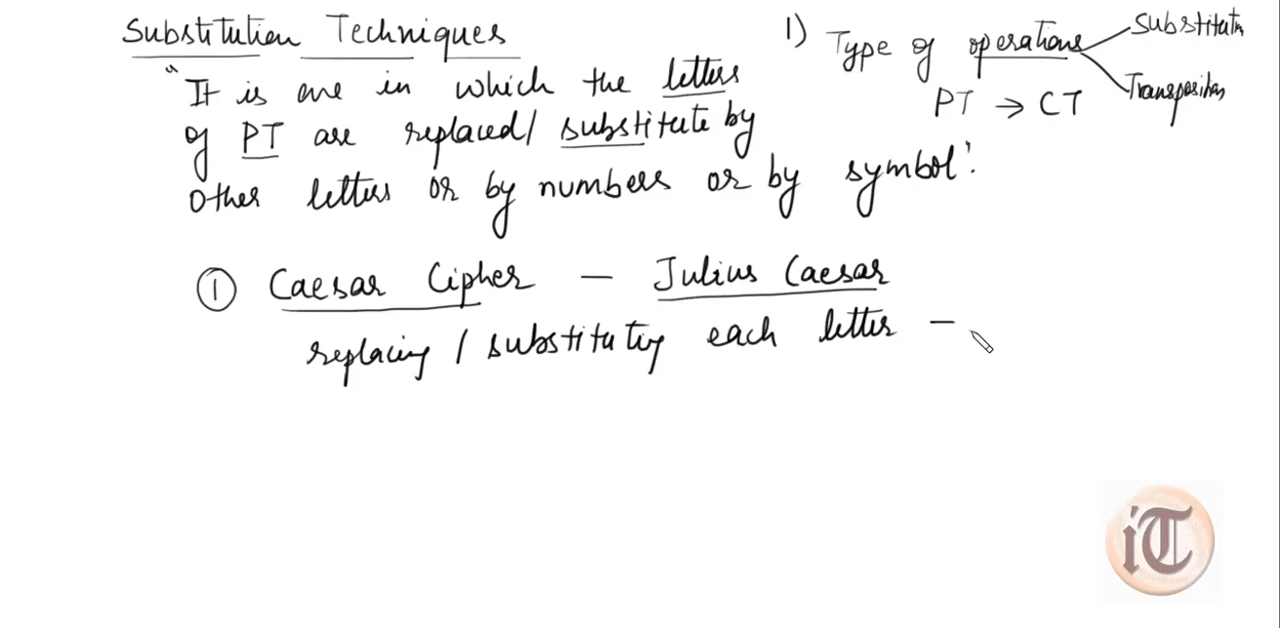 Substitution Techniques
"It is one in which the letters
of PT are replaced/ substitute by
other letters or by numbers or by symbol"
1) Type of operations
Substitutn
Transposition
PT → CT
① Caesar Cipher — Julius Caesar
replacing / substituting each letter —
iT